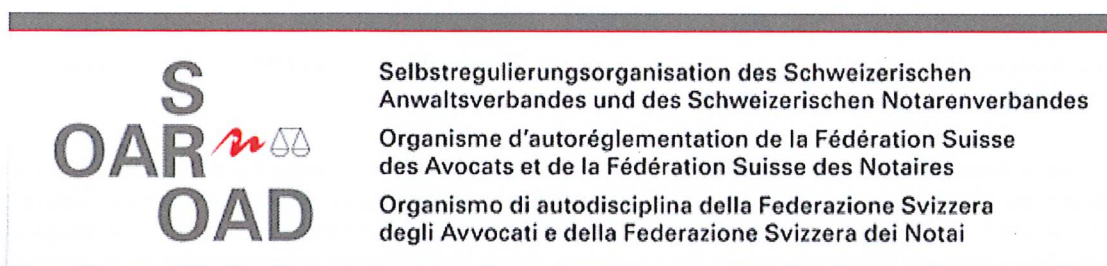 S
OAR
OAD
Selbstregulierungsorganisation des Schweizerischen
Anwaltsverbandes und des Schweizerischen Notarenverbandes
Organisme d'autoréglementation de la Fédération Suisse
des Avocats et de la Fédération Suisse des Notaires
Organismo di autodisciplina della Federazione Svizzera
degli Avvocati e della Federazione Svizzera dei Notai